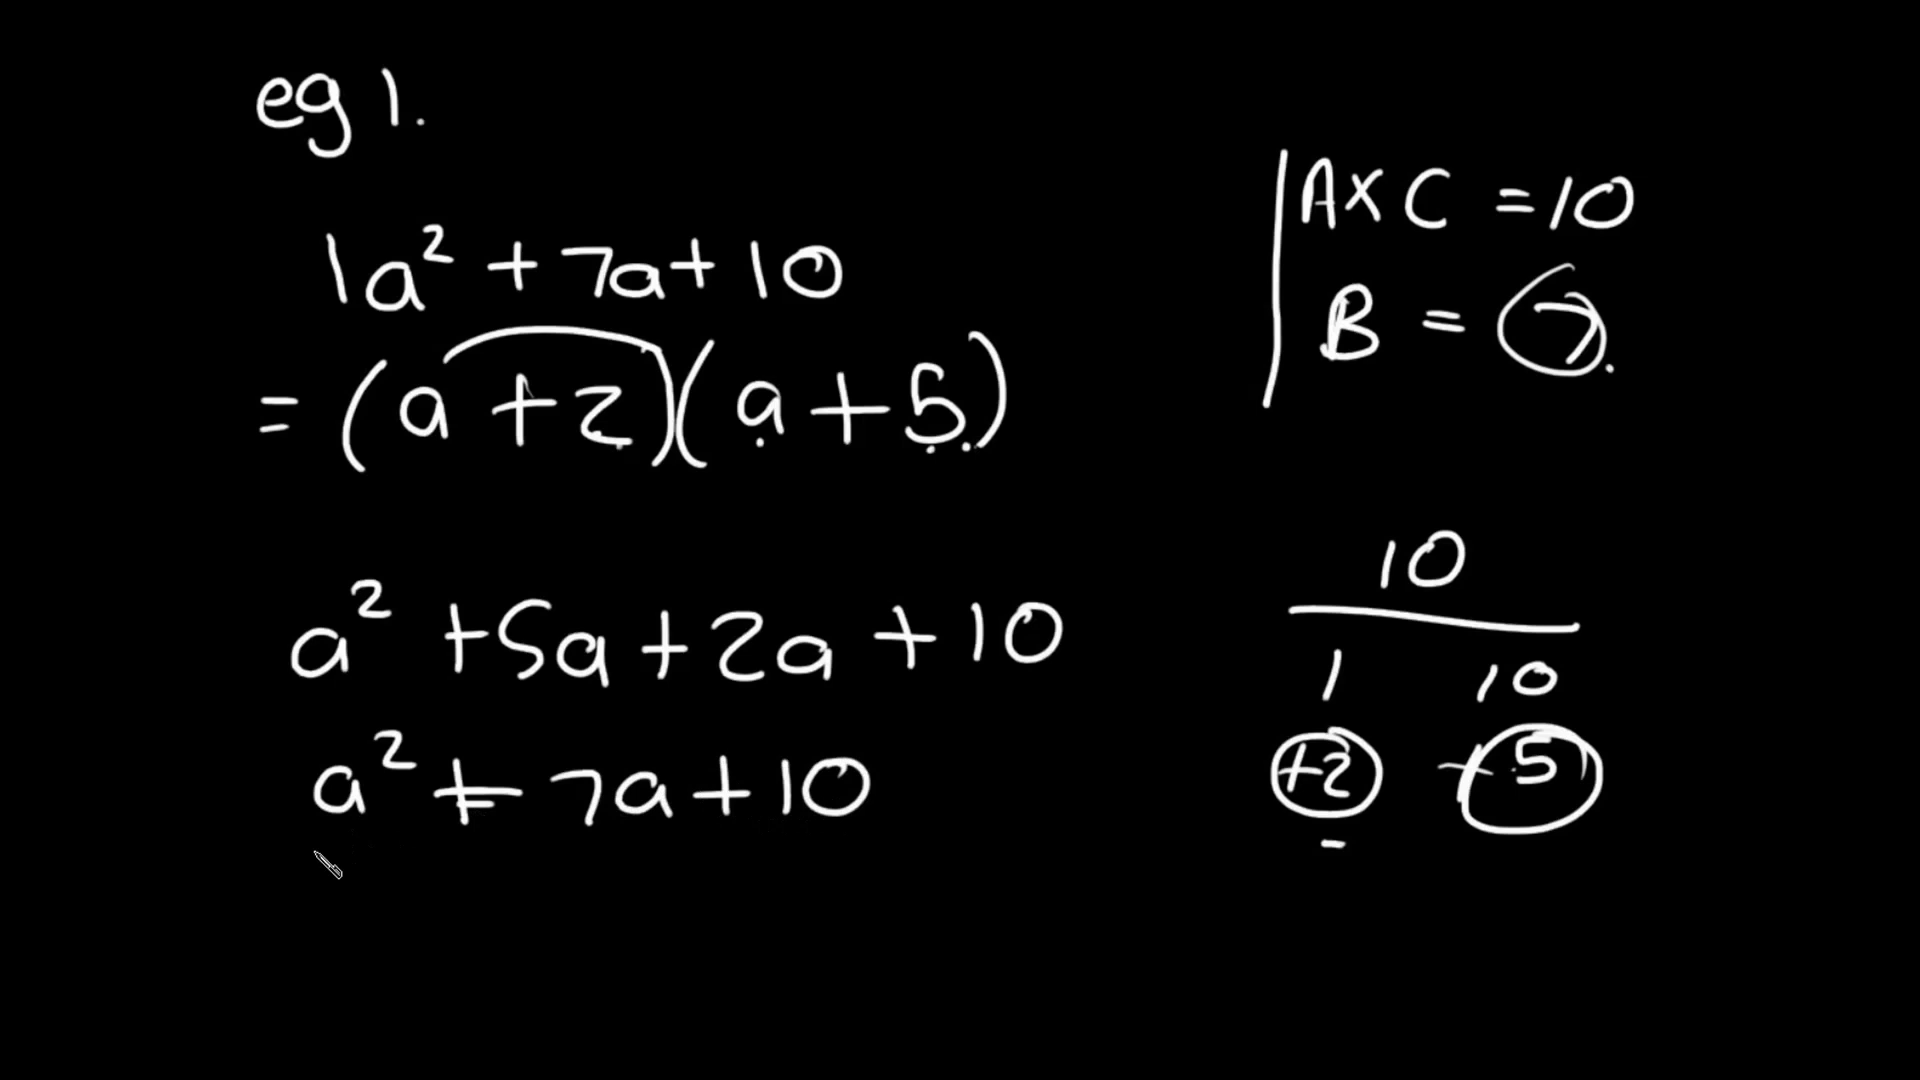 eg 1.
1a² + 7a + 10
= (a + 2)(a + 5)
a² + 5a + 2a + 10
a² + 7a + 10
A × C = 10
B = 7.
10
1 10
+2 +5